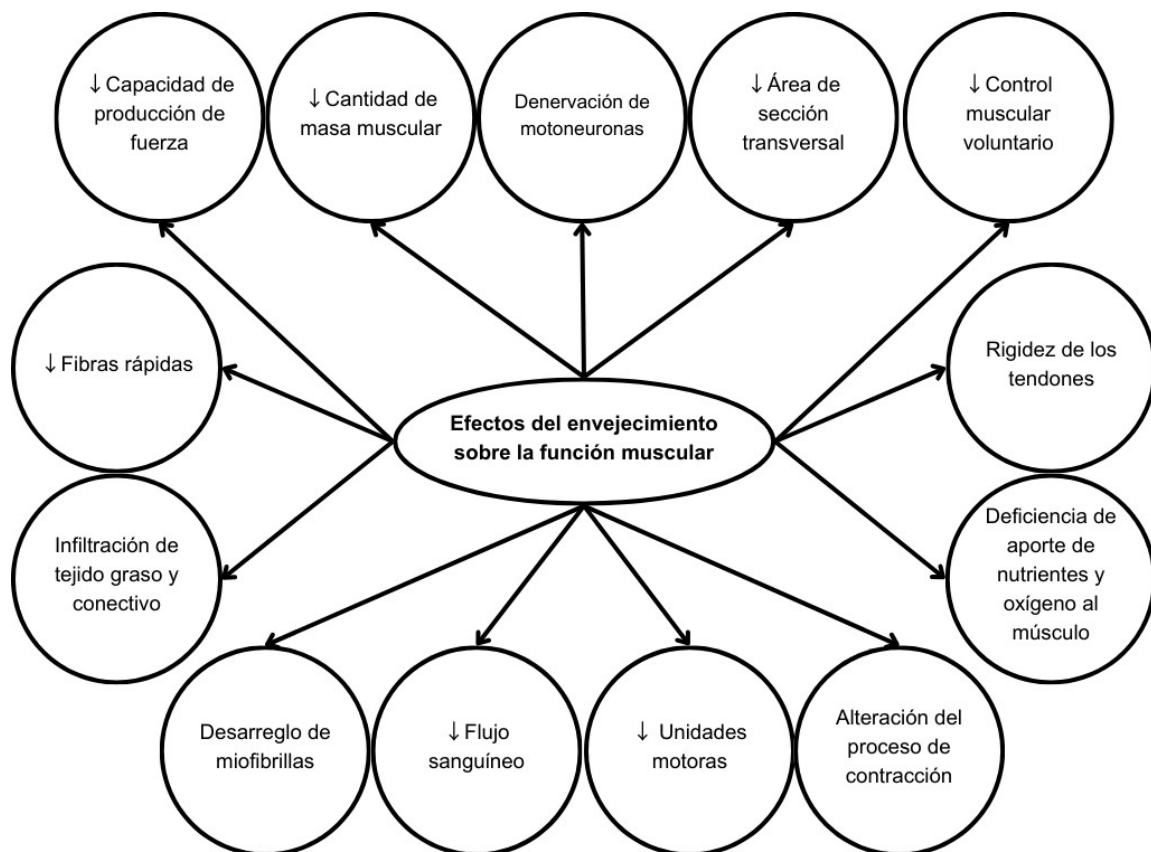 ↓ Capacidad de
producción de
fuerza
↓ Cantidad de
masa muscular
Denervación de
motoneuronas
↓ Área de
sección
transversal
↓ Control
muscular
voluntario
↓ Fibras rápidas
Rigidez de los
tendones
Efectos del envejecimiento
sobre la función muscular
Infiltración de
tejido graso y
conectivo
Deficiencia de
aporte de
nutrientes y
oxígeno al
músculo
Desarreglo de
miofibrillas
↓ Flujo
sanguíneo
↓ Unidades
motoras
Alteración del
proceso de
contracción